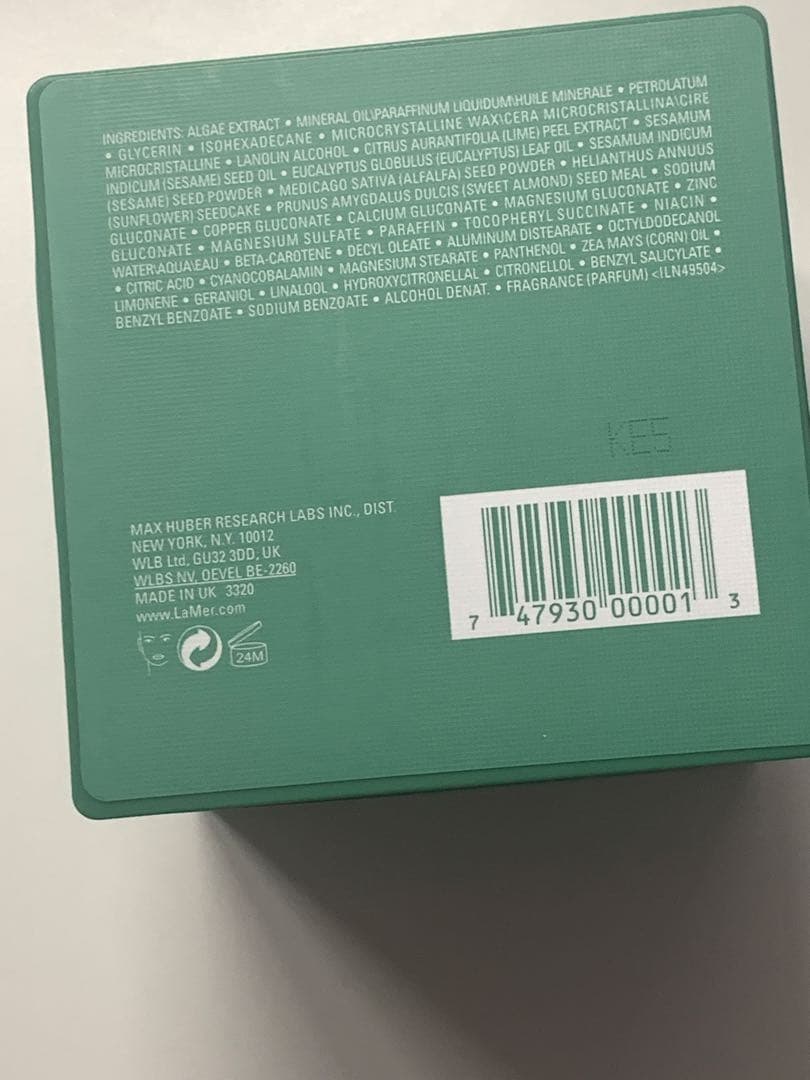 INGREDIENTS: ALGAE EXTRACT • MINERAL OIL\PARAFFINUM LIQUIDUM\HUILE MINERALE • PETROLATUM
• GLYCERIN • ISOHEXADECANE • MICROCRYSTALLINE WAX\CERA MICROCRISTALLINA\CIRE
MICROCRISTALLINE • LANOLIN ALCOHOL • CITRUS AURANTIFOLIA (LIME) PEEL EXTRACT • SESAMUM
INDICUM (SESAME) SEED OIL • EUCALYPTUS GLOBULUS (EUCALYPTUS) LEAF OIL • SESAMUM INDICUM
(SESAME) SEED POWDER • MEDICAGO SATIVA (ALFALFA) SEED POWDER • HELIANTHUS ANNUUS
(SUNFLOWER) SEEDCAKE • PRUNUS AMYGDALUS DULCIS (SWEET ALMOND) SEED MEAL • SODIUM
GLUCONATE • COPPER GLUCONATE • CALCIUM GLUCONATE • MAGNESIUM GLUCONATE • ZINC
GLUCONATE • MAGNESIUM SULFATE • PARAFFIN • TOCOPHERYL SUCCINATE • NIACIN •
WATER\AQUA\EAU • BETA-CAROTENE • DECYL OLEATE • ALUMINUM DISTEARATE • OCTYLDODECANOL
• CITRIC ACID • CYANOCOBALAMIN • MAGNESIUM STEARATE • PANTHENOL • ZEA MAYS (CORN) OIL •
LIMONENE • GERANIOL • LINALOOL • HYDROXYCITRONELLAL • CITRONELLOL • BENZYL SALICYLATE •
BENZYL BENZOATE • SODIUM BENZOATE • ALCOHOL DENAT. • FRAGRANCE (PARFUM) <ILN49504>
KE5
MAX HUBER RESEARCH LABS INC., DIST.
NEW YORK, N.Y. 10012
WLB Ltd. GU32 3DD, UK
WLBS NV, OEVEL BE-2260
MADE IN UK 3320
www.LaMer.com
24M
7 47930 00001 3